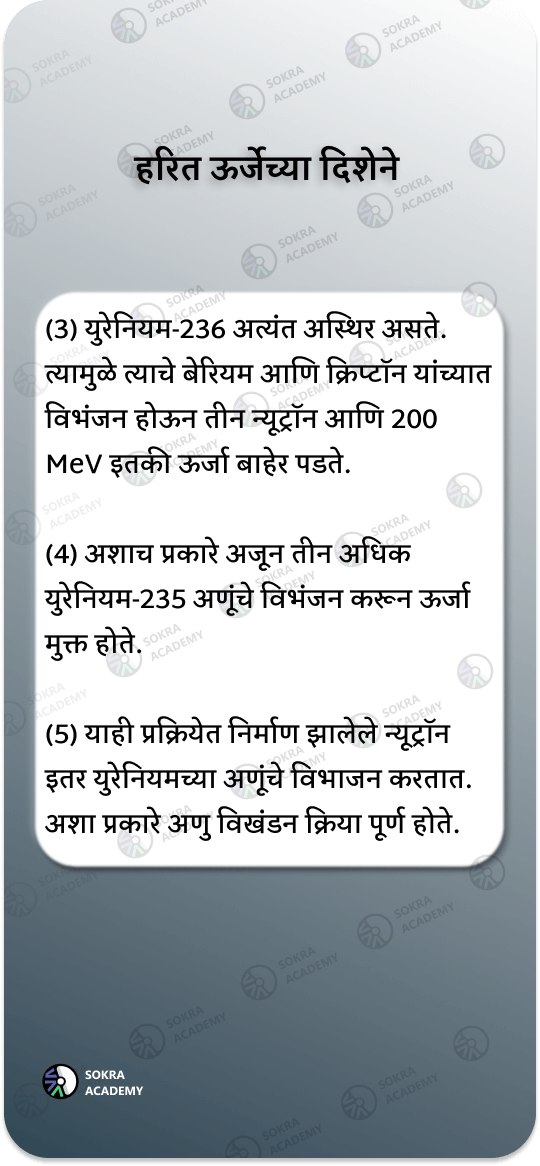 हरित ऊर्जेच्या दिशेने
(3) युरेनियम-236 अत्यंत अस्थिर असते.
त्यामुळे त्याचे बेरियम आणि क्रिप्टॉन यांच्यात
विभंजन होऊन तीन न्यूट्रॉन आणि 200
MeV इतकी ऊर्जा बाहेर पडते.
(4) अशाच प्रकारे अजून तीन अधिक
युरेनियम-235 अणूंचे विभंजन करून ऊर्जा
मुक्त होते.
(5) याही प्रक्रियेत निर्माण झालेले न्यूट्रॉन
इतर युरेनियमच्या अणूंचे विभाजन करतात.
अशा प्रकारे अणु विखंडन क्रिया पूर्ण होते.
SOKRA
ACADEMY